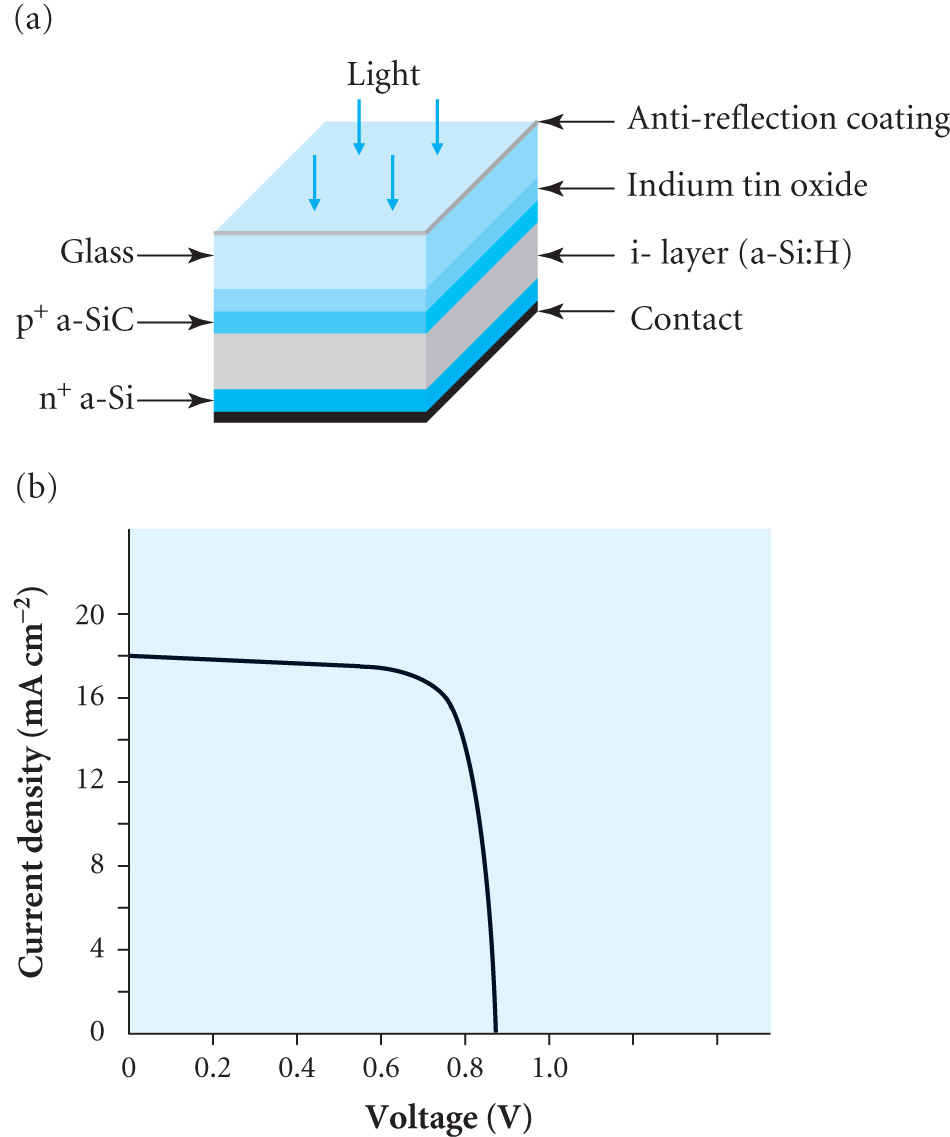 (a)
Light
Anti-reflection coating
Indium tin oxide
Glass
i- layer (a-Si:H)
p⁺ a-SiC
Contact
n⁺ a-Si
(b)
Current density (mA cm⁻²)
20
16
12
8
4
0
0 0.2 0.4 0.6 0.8 1.0
Voltage (V)